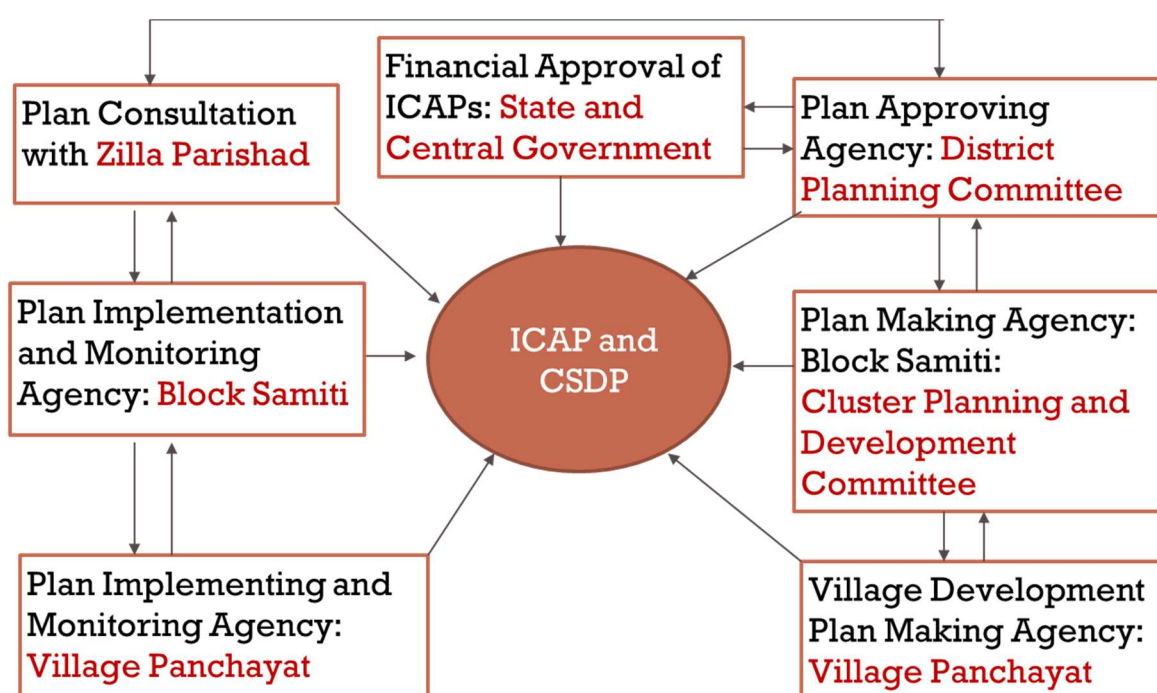 Financial Approval of
ICAPs: State and
Central Government
Plan Consultation
with Zilla Parishad
Plan Approving
Agency: District
Planning Committee
Plan Implementation
and Monitoring
Agency: Block Samiti
ICAP and
CSDP
Plan Making Agency:
Block Samiti:
Cluster Planning and
Development
Committee
Plan Implementing and
Monitoring Agency:
Village Panchayat
Village Development
Plan Making Agency:
Village Panchayat